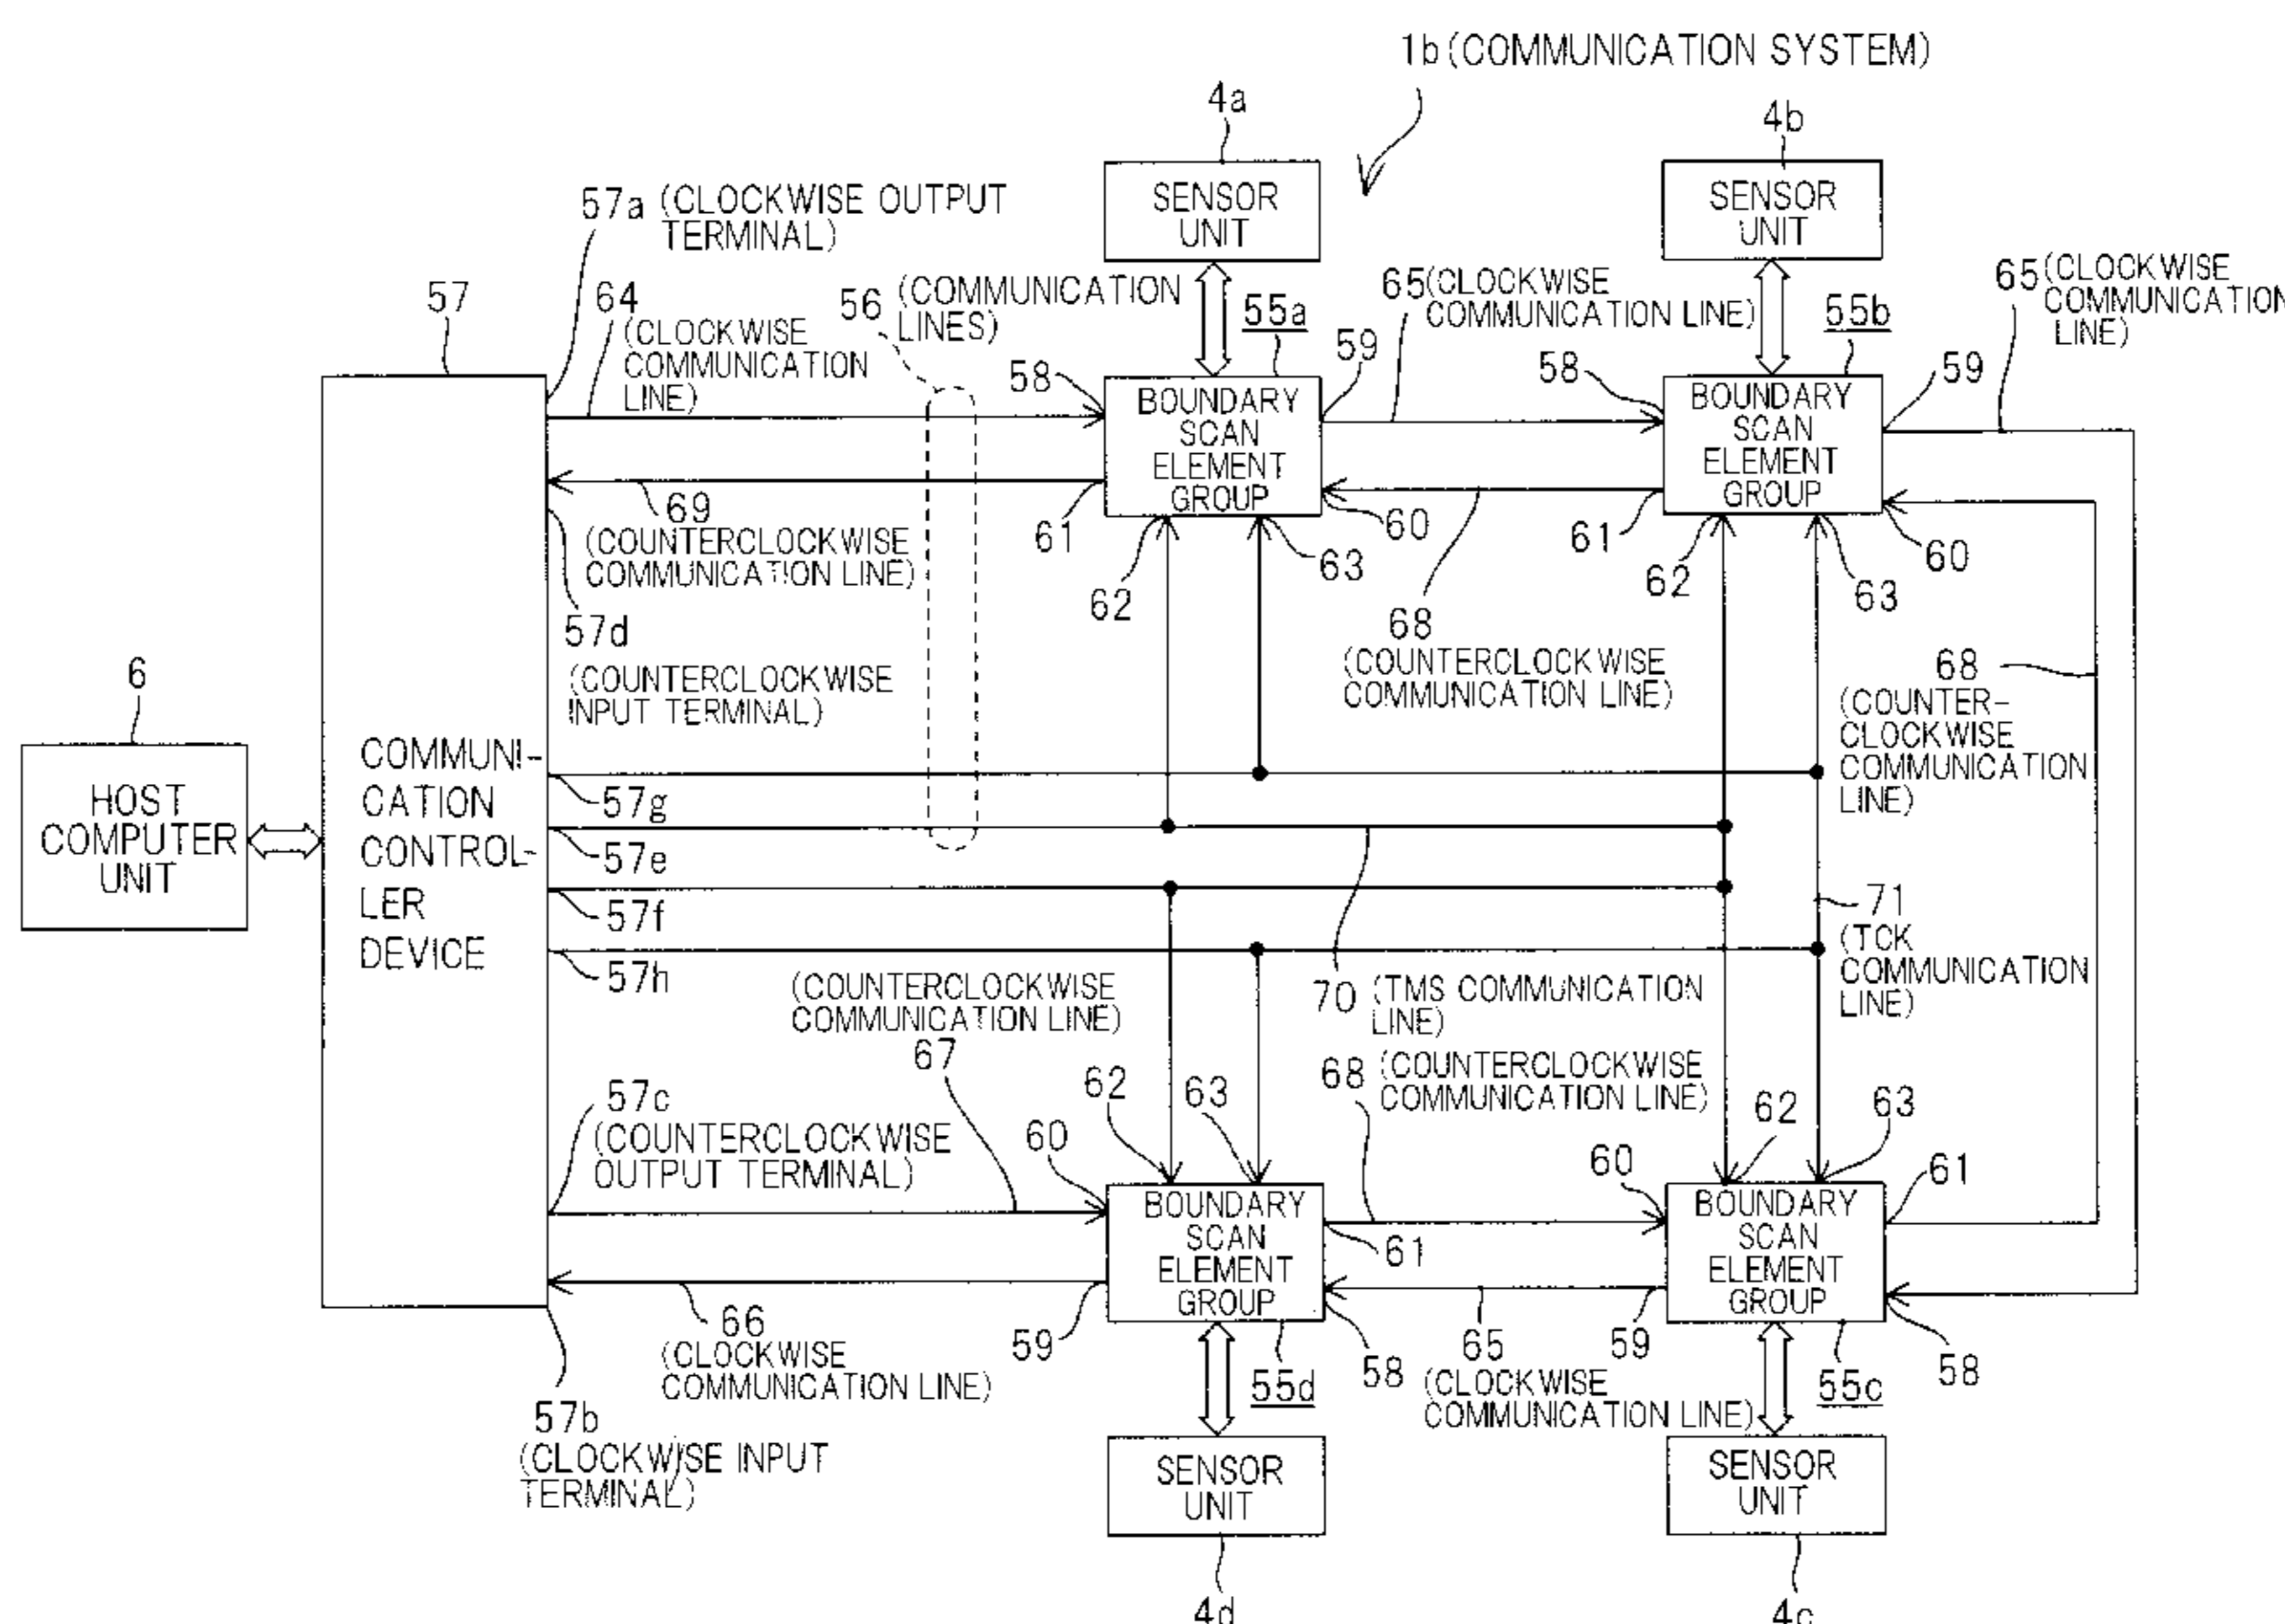 1b (COMMUNICATION SYSTEM)
4a
4b
SENSOR
UNIT
SENSOR
UNIT
57a (CLOCKWISE OUTPUT
TERMINAL)
57
64
(CLOCKWISE
COMMUNICATION
LINE)
56 (COMMUNICATION
LINES)
55a
65 (CLOCKWISE
COMMUNICATION LINE)
55b
65 (CLOCKWISE
COMMUNICATION
LINE)
58
59
58
59
BOUNDARY
SCAN
ELEMENT
GROUP
BOUNDARY
SCAN
ELEMENT
GROUP
69
(COUNTERCLOCKWISE
COMMUNICATION LINE)
61
60
61
60
62
63
62
63
57d
(COUNTERCLOCKWISE
INPUT TERMINAL)
68
(COUNTERCLOCKWISE
COMMUNICATION LINE)
68
(COUNTER-
CLOCKWISE
COMMUNICATION
LINE)
6
HOST
COMPUTER
UNIT
COMMUNI-
CATION
CONTROL-
LER
DEVICE
57g
57e
57f
57h
71
(TCK
COMMUNICATION
LINE)
70 (TMS COMMUNICATION
LINE)
(COUNTERCLOCKWISE
COMMUNICATION LINE)
67
68 (COUNTERCLOCKWISE
COMMUNICATION LINE)
57c
(COUNTERCLOCKWISE
OUTPUT TERMINAL)
60
62
63
60
62
63
BOUNDARY
SCAN
ELEMENT
GROUP
61
BOUNDARY
SCAN
ELEMENT
GROUP
61
66
(CLOCKWISE
COMMUNICATION LINE)
59
58
65
(CLOCKWISE
COMMUNICATION LINE)
59
58
55d
55c
57b
(CLOCKWISE INPUT
TERMINAL)
SENSOR
UNIT
SENSOR
UNIT
4d
4c